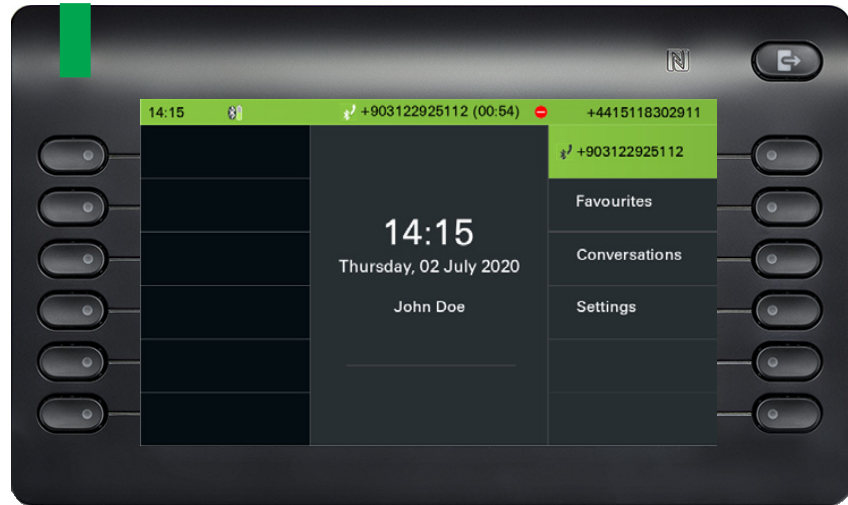 14:15 +903122925112 (00:54) +4415118302911
+903122925112
Favourites
14:15
Conversations
Thursday, 02 July 2020
John Doe
Settings